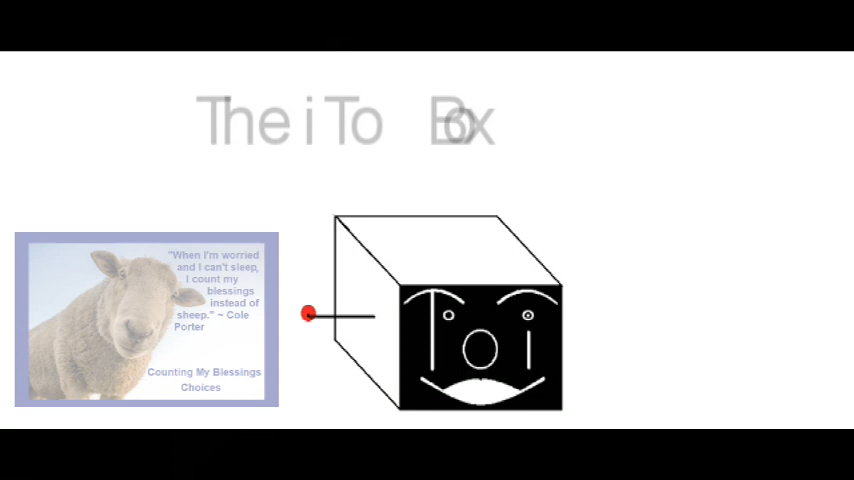 The i To Box
"When I'm worried
and I can't sleep,
I count my
blessings
instead of
sheep." ~ Cole
Porter
Counting My Blessings
Choices